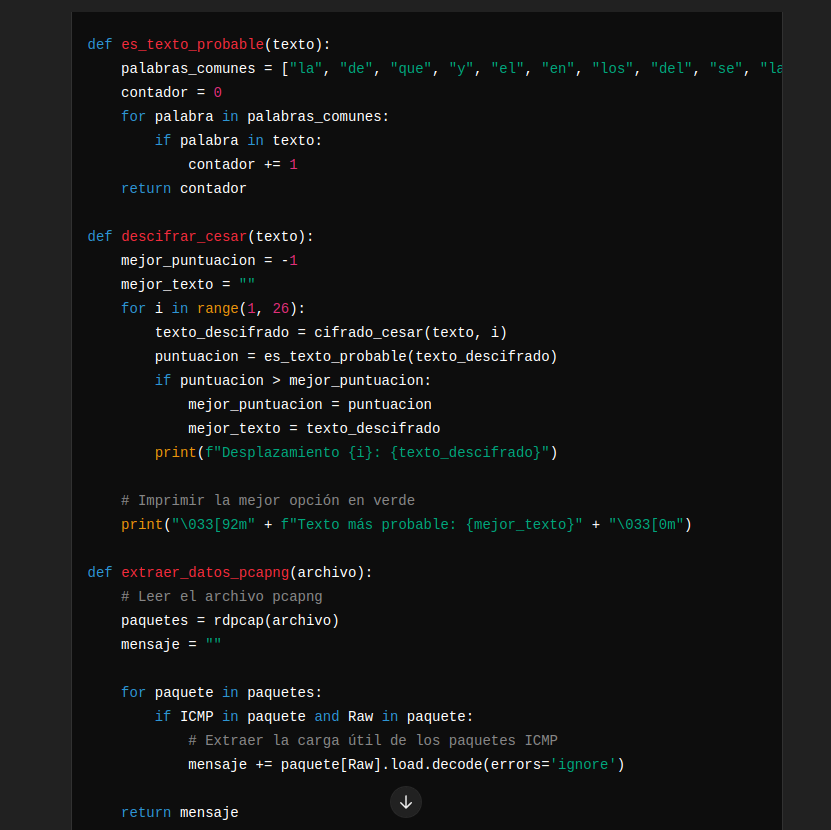 def es_texto_probable(texto):
    palabras_comunes = ["la", "de", "que", "y", "el", "en", "los", "del", "se", "la
    contador = 0
    for palabra in palabras_comunes:
        if palabra in texto:
            contador += 1
    return contador

def descifrar_cesar(texto):
    mejor_puntuacion = -1
    mejor_texto = ""
    for i in range(1, 26):
        texto_descifrado = cifrado_cesar(texto, i)
        puntuacion = es_texto_probable(texto_descifrado)
        if puntuacion > mejor_puntuacion:
            mejor_puntuacion = puntuacion
            mejor_texto = texto_descifrado
        print(f"Desplazamiento {i}: {texto_descifrado}")

    # Imprimir la mejor opción en verde
    print("\033[92m" + f"Texto más probable: {mejor_texto}" + "\033[0m")

def extraer_datos_pcapng(archivo):
    # Leer el archivo pcapng
    paquetes = rdpcap(archivo)
    mensaje = ""

    for paquete in paquetes:
        if ICMP in paquete and Raw in paquete:
            # Extraer la carga útil de los paquetes ICMP
            mensaje += paquete[Raw].load.decode(errors='ignore')

    return mensaje